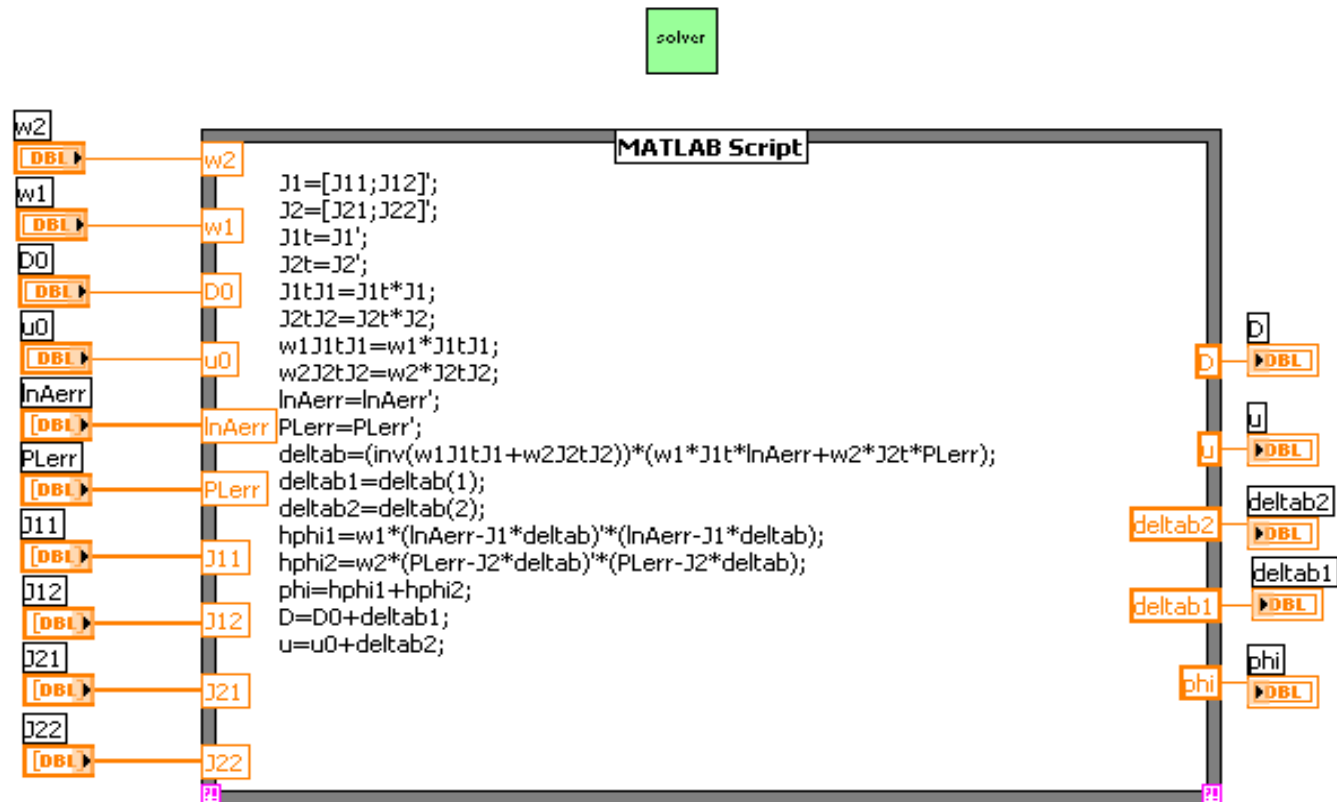 solver
MATLAB Script
w2
DBL
w2
w1
DBL
w1
D0
DBL
D0
u0
DBL
u0
lnAerr
[DBL]
lnAerr
PLerr
[DBL]
PLerr
J11
[DBL]
J11
J12
[DBL]
J12
J21
[DBL]
J21
J22
[DBL]
J22
J1=[J11;J12]';
J2=[J21;J22]';
J1t=J1';
J2t=J2';
J1tJ1=J1t*J1;
J2tJ2=J2t*J2;
w1J1tJ1=w1*J1tJ1;
w2J2tJ2=w2*J2tJ2;
lnAerr=lnAerr';
PLerr=PLerr';
deltab=(inv(w1J1tJ1+w2J2tJ2))*(w1*J1t*lnAerr+w2*J2t*PLerr);
deltab1=deltab(1);
deltab2=deltab(2);
hphi1=w1*(lnAerr-J1*deltab)'*(lnAerr-J1*deltab);
hphi2=w2*(PLerr-J2*deltab)'*(PLerr-J2*deltab);
phi=hphi1+hphi2;
D=D0+deltab1;
u=u0+deltab2;
D
D
DBL
u
u
DBL
deltab2
deltab2
DBL
deltab1
deltab1
DBL
phi
phi
DBL
?!
?!